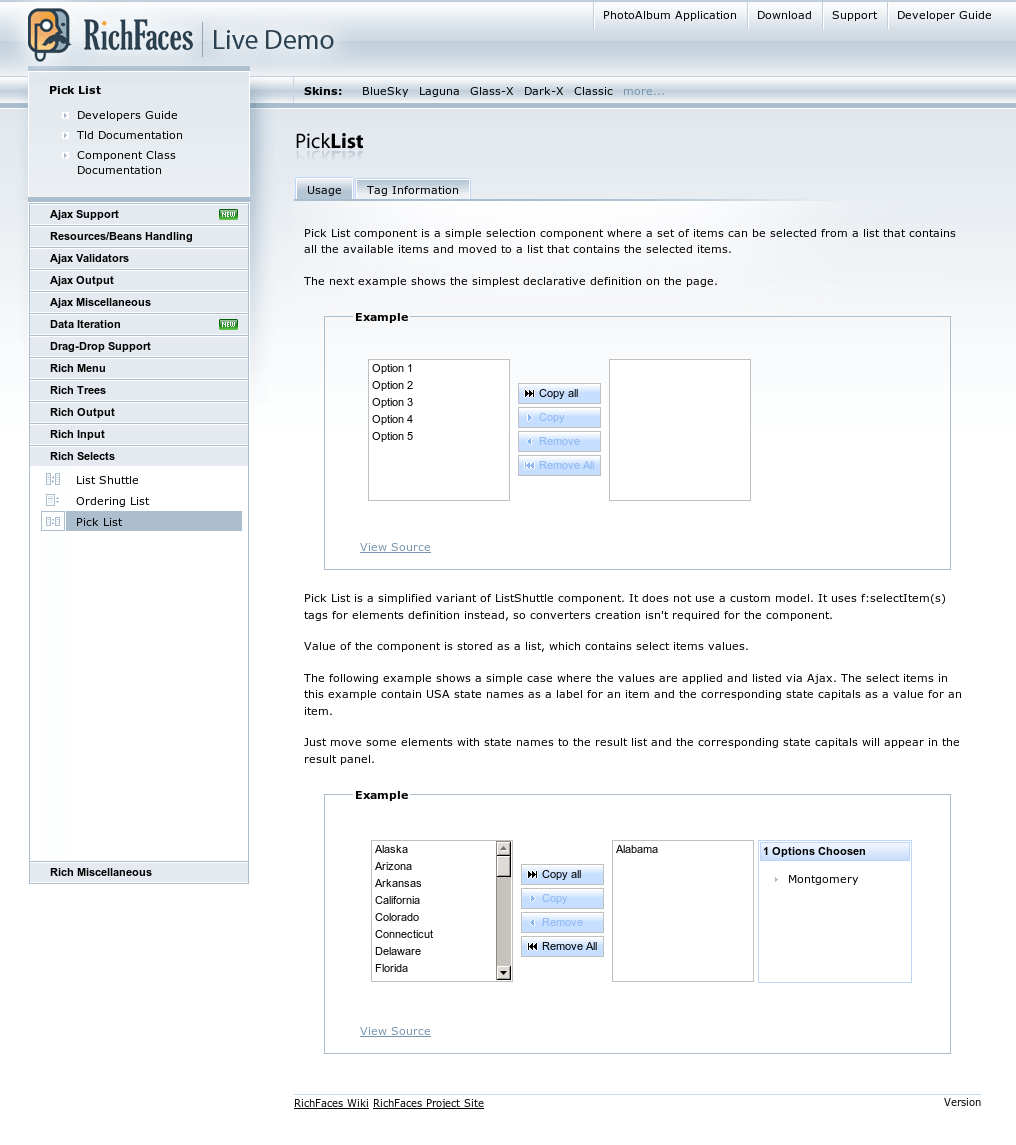 RichFaces Live Demo
PhotoAlbum Application
Download
Support
Developer Guide
Skins: BlueSky Laguna Glass-X Dark-X Classic more...
Pick List
Developers Guide
Tld Documentation
Component Class
Documentation
Ajax Support NEW
Resources/Beans Handling
Ajax Validators
Ajax Output
Ajax Miscellaneous
Data Iteration NEW
Drag-Drop Support
Rich Menu
Rich Trees
Rich Output
Rich Input
Rich Selects
List Shuttle
Ordering List
Pick List
Rich Miscellaneous
PickList
Usage
Tag Information
Pick List component is a simple selection component where a set of items can be selected from a list that contains
all the available items and moved to a list that contains the selected items.
The next example shows the simplest declarative definition on the page.
Example
Option 1
Option 2
Option 3
Option 4
Option 5
Copy all
Copy
Remove
Remove All
View Source
Pick List is a simplified variant of ListShuttle component. It does not use a custom model. It uses f:selectItem(s)
tags for elements definition instead, so converters creation isn't required for the component.
Value of the component is stored as a list, which contains select items values.
The following example shows a simple case where the values are applied and listed via Ajax. The select items in
this example contain USA state names as a label for an item and the corresponding state capitals as a value for an
item.
Just move some elements with state names to the result list and the corresponding state capitals will appear in the
result panel.
Example
Alaska
Arizona
Arkansas
California
Colorado
Connecticut
Delaware
Florida
Copy all
Copy
Remove
Remove All
Alabama
1 Options Choosen
Montgomery
View Source
RichFaces Wiki RichFaces Project Site
Version